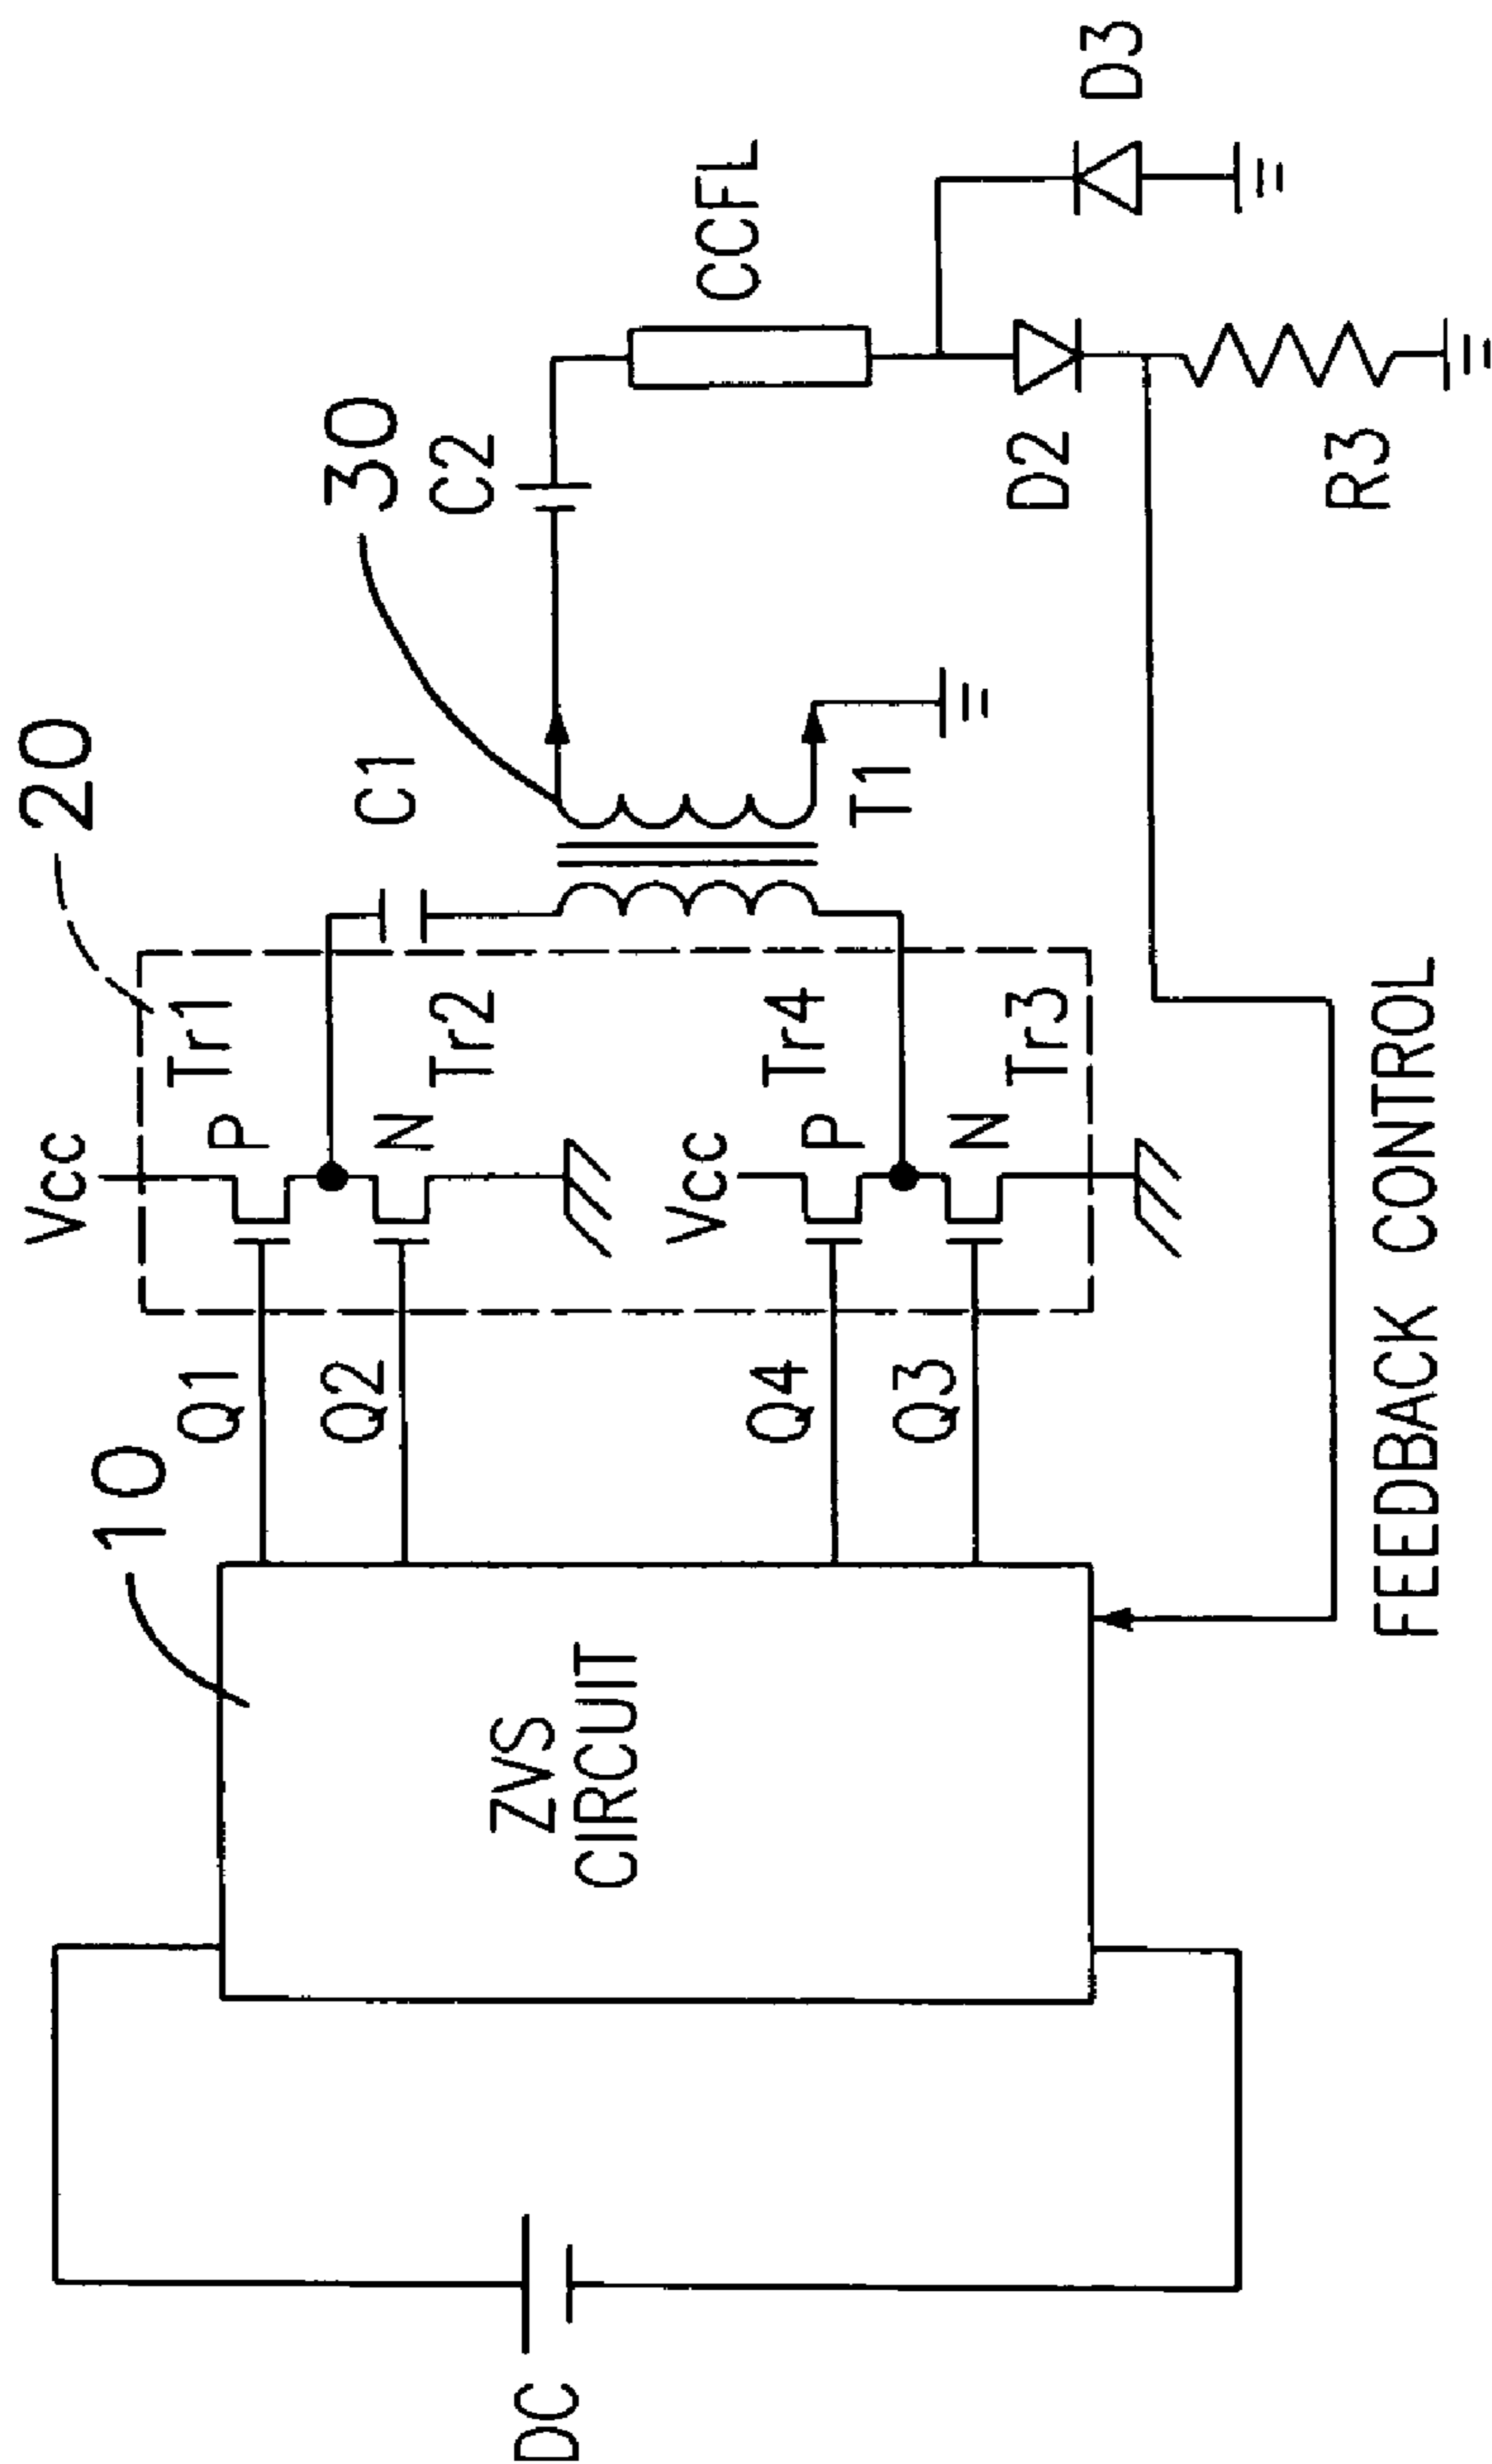 DC
ZVS
CIRCUIT
10
Q1
Q2
Q4
Q3
20
Vcc
P
Tr1
N
Tr2
Vcc
P
Tr4
N
Tr3
C1
T1
30
C2
CCFL
D2
D3
R3
FEEDBACK CONTROL